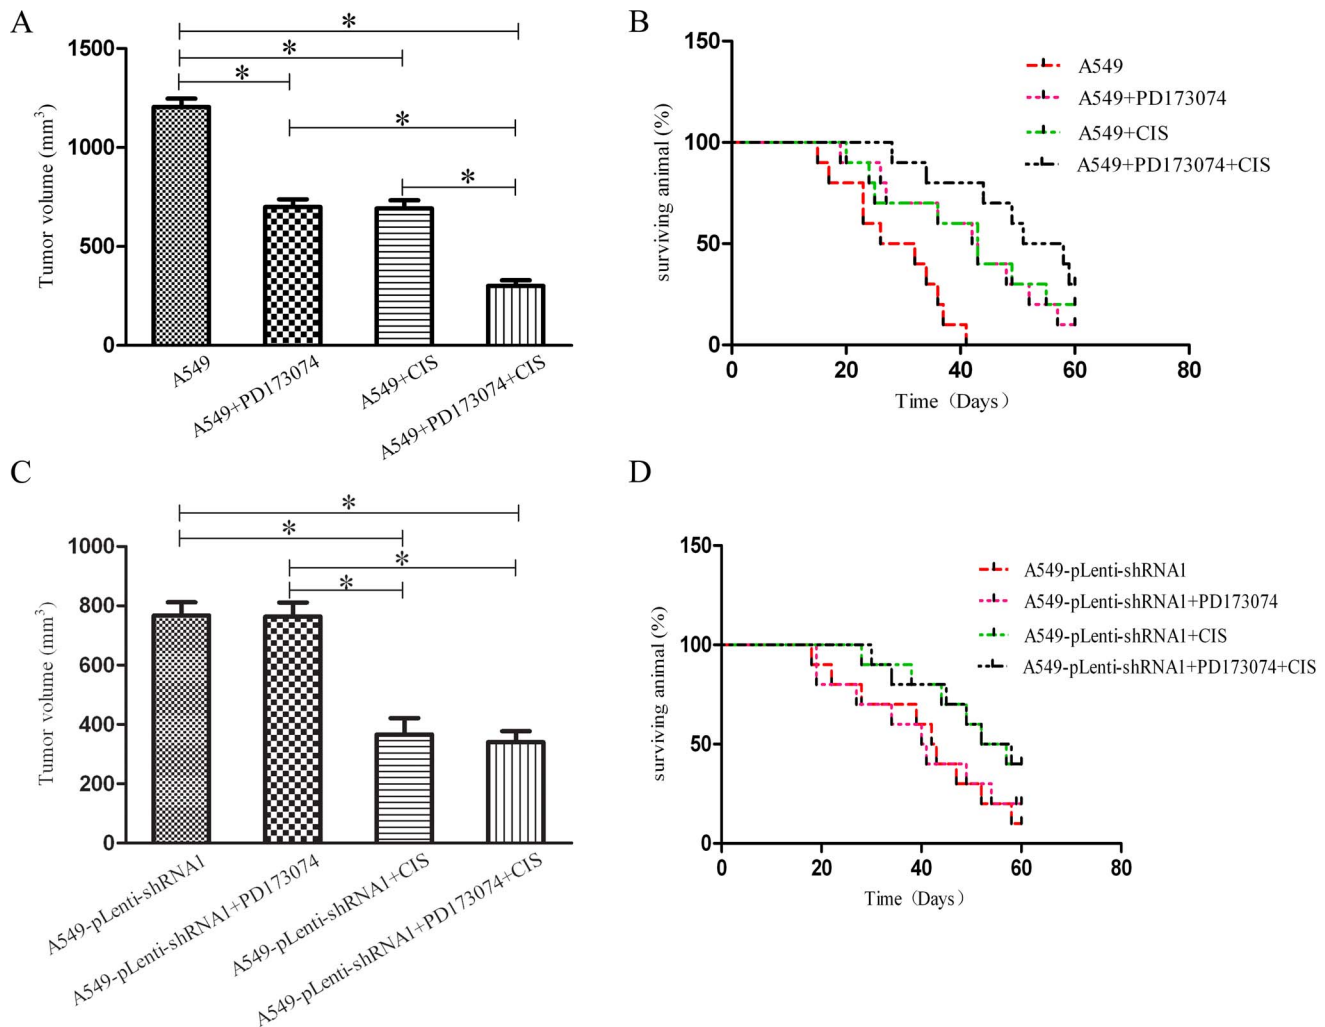 A
*
*
*
*
*
Tumor volume (mm³)
1500
1000
500
0
A549
A549+PD173074
A549+CIS
A549+PD173074+CIS
B
surviving animal (%)
150
100
50
0
0 20 40 60 80
Time（Days）
A549
A549+PD173074
A549+CIS
A549+PD173074+CIS
C
*
*
*
*
Tumor volume (mm³)
1000
800
600
400
200
0
A549-pLenti-shRNA1
A549-pLenti-shRNA1+PD173074
A549-pLenti-shRNA1+CIS
A549-pLenti-shRNA1+PD173074+CIS
D
surviving animal (%)
150
100
50
0
0 20 40 60 80
Time（Days）
A549-pLenti-shRNA1
A549-pLenti-shRNA1+PD173074
A549-pLenti-shRNA1+CIS
A549-pLenti-shRNA1+PD173074+CIS